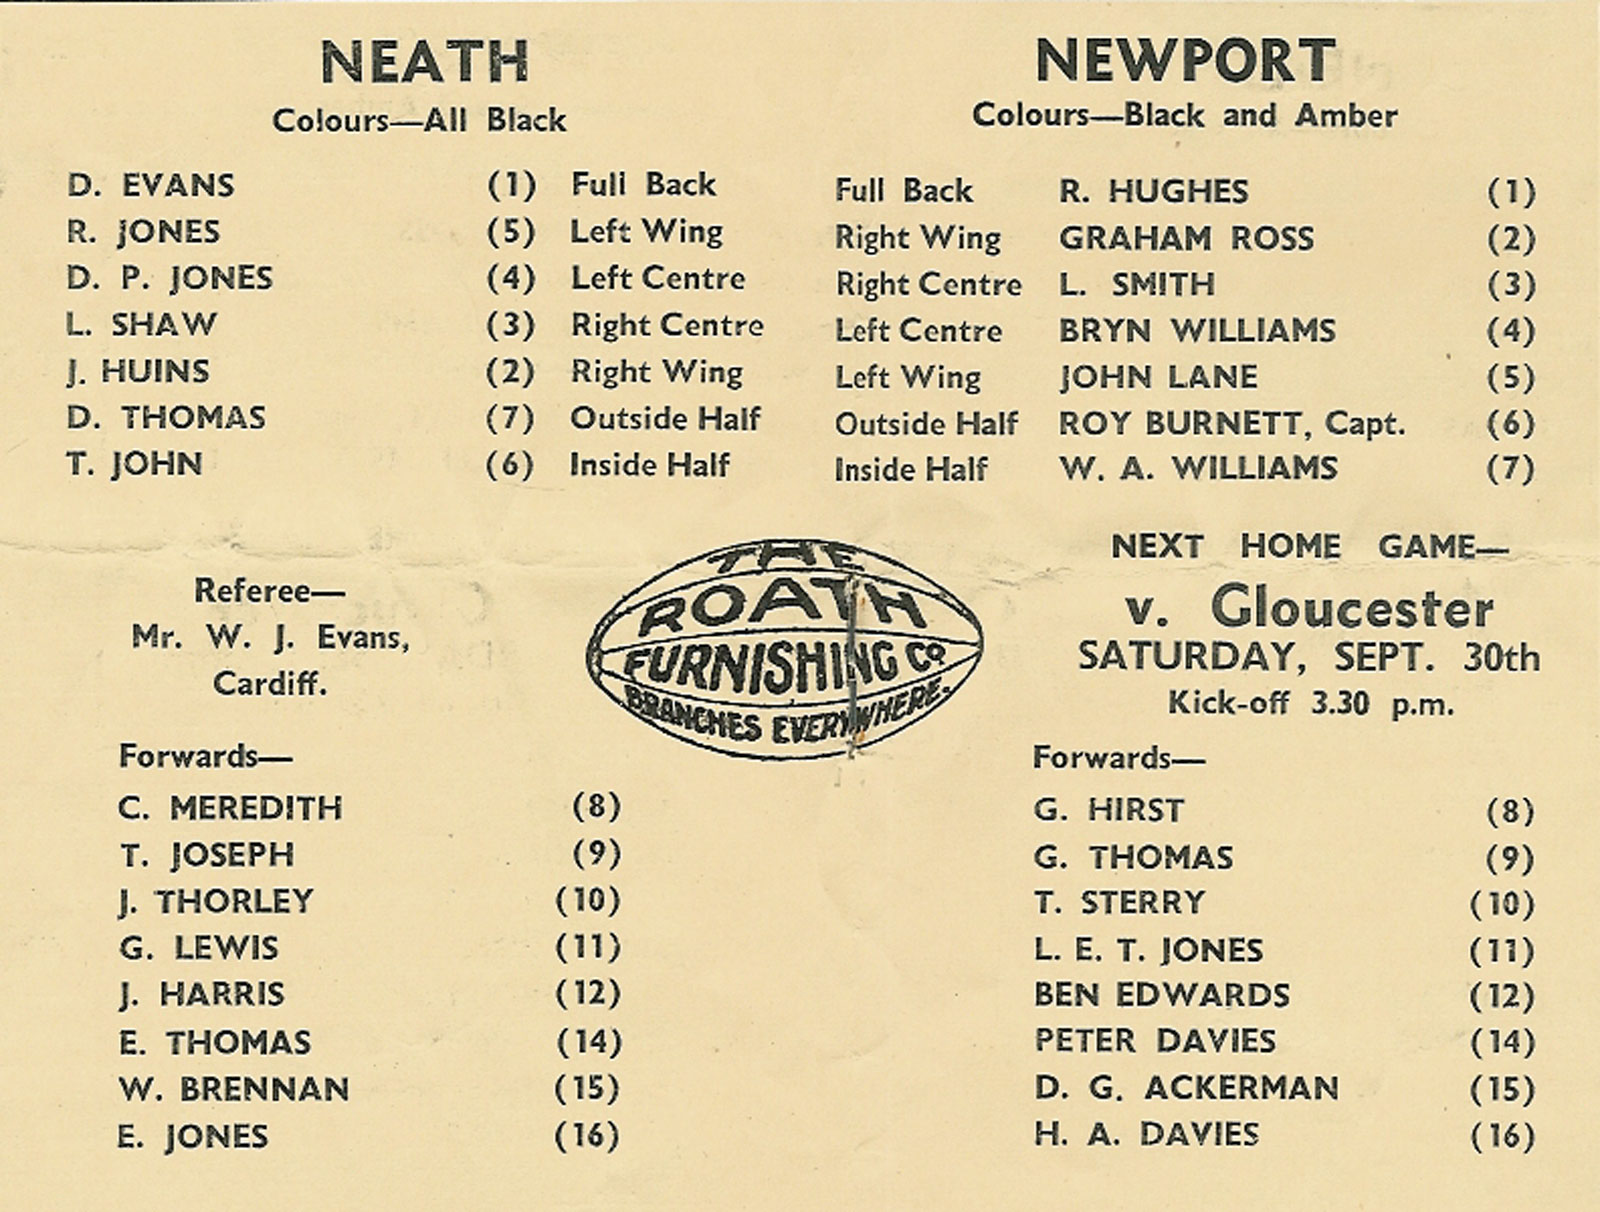 NEATH
Colours—All Black
D. EVANS (1) Full Back
R. JONES (5) Left Wing
D. P. JONES (4) Left Centre
L. SHAW (3) Right Centre
J. HUINS (2) Right Wing
D. THOMAS (7) Outside Half
T. JOHN (6) Inside Half
Referee—
Mr. W. J. Evans,
Cardiff.
Forwards—
C. MEREDITH (8)
T. JOSEPH (9)
J. THORLEY (10)
G. LEWIS (11)
J. HARRIS (12)
E. THOMAS (14)
W. BRENNAN (15)
E. JONES (16)
THE
ROATH
FURNISHING Co
BRANCHES EVERYWHERE.
NEWPORT
Colours—Black and Amber
Full Back R. HUGHES (1)
Right Wing GRAHAM ROSS (2)
Right Centre L. SMITH (3)
Left Centre BRYN WILLIAMS (4)
Left Wing JOHN LANE (5)
Outside Half ROY BURNETT, Capt. (6)
Inside Half W. A. WILLIAMS (7)
NEXT HOME GAME—
v. Gloucester
SATURDAY, SEPT. 30th
Kick-off 3.30 p.m.
Forwards—
G. HIRST (8)
G. THOMAS (9)
T. STERRY (10)
L. E. T. JONES (11)
BEN EDWARDS (12)
PETER DAVIES (14)
D. G. ACKERMAN (15)
H. A. DAVIES (16)